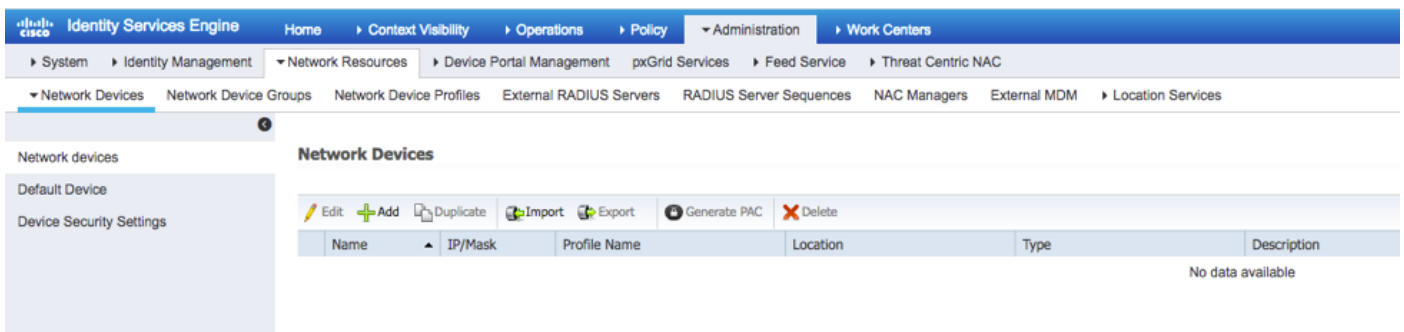 cisco Identity Services Engine Home Context Visibility Operations Policy Administration Work Centers
System Identity Management Network Resources Device Portal Management pxGrid Services Feed Service Threat Centric NAC
Network Devices Network Device Groups Network Device Profiles External RADIUS Servers RADIUS Server Sequences NAC Managers External MDM Location Services
Network devices
Default Device
Device Security Settings
Network Devices
Edit Add Duplicate Import Export Generate PAC Delete
Name IP/Mask Profile Name Location Type Description
No data available